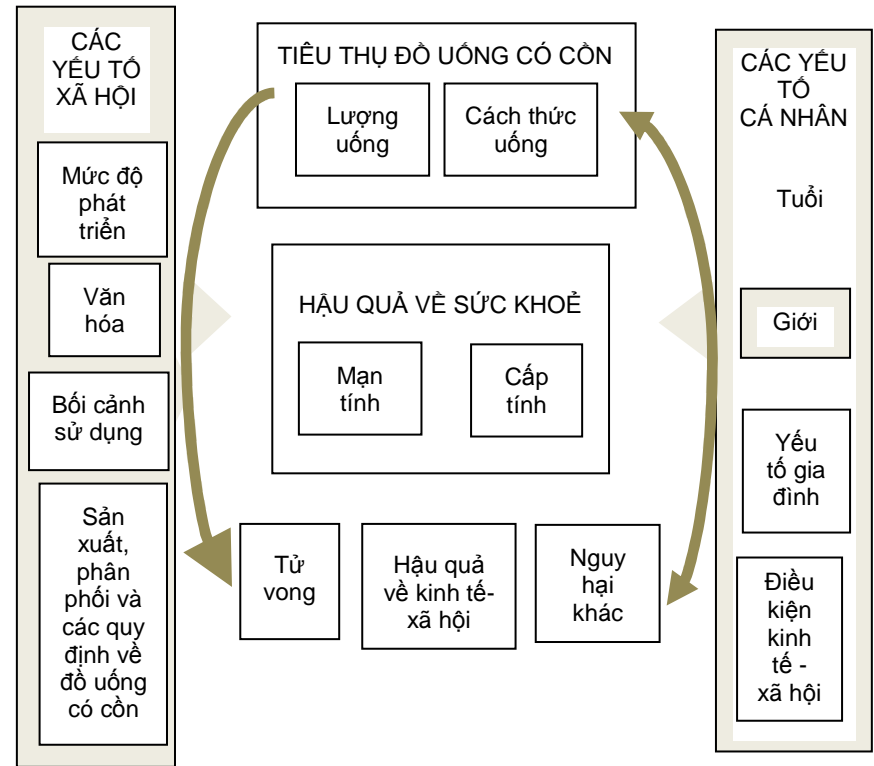 CÁC
YẾU TỐ
XÃ HỘI
Mức độ
phát
triển
Văn
hóa
Bối cảnh
sử dụng
Sản
xuất,
phân
phối và
các quy
định về
đồ uống
có cồn
TIÊU THỤ ĐỒ UỐNG CÓ CỒN
Lượng
uống
Cách thức
uống
HẬU QUẢ VỀ SỨC KHOẺ
Mạn
tính
Cấp
tính
Tử
vong
Hậu quả
về kinh tế-
xã hội
Nguy
hại
khác
CÁC YẾU
TỐ
CÁ NHÂN
Tuổi
Giới
Yếu
tố gia
đình
Điều
kiện
kinh
tế -
xã hội